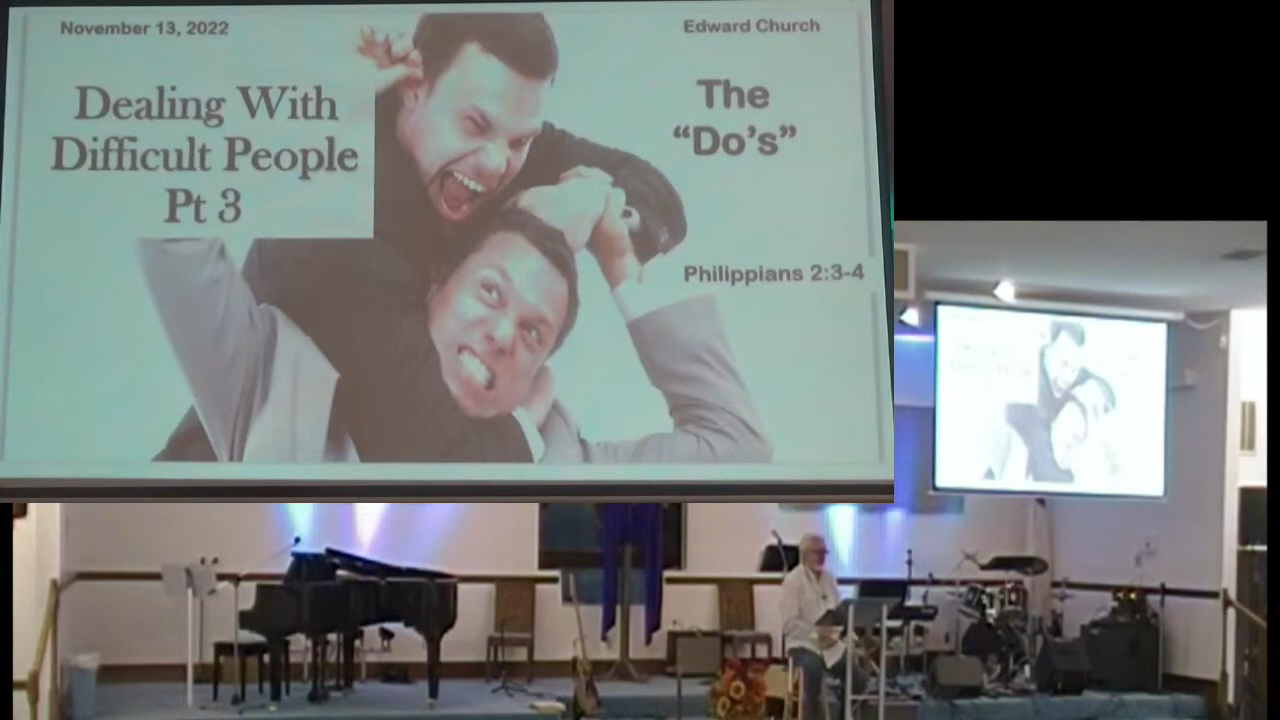 November 13, 2022
Edward Church
Dealing With
Difficult People
Pt 3
The
“Do’s”
Philippians 2:3-4